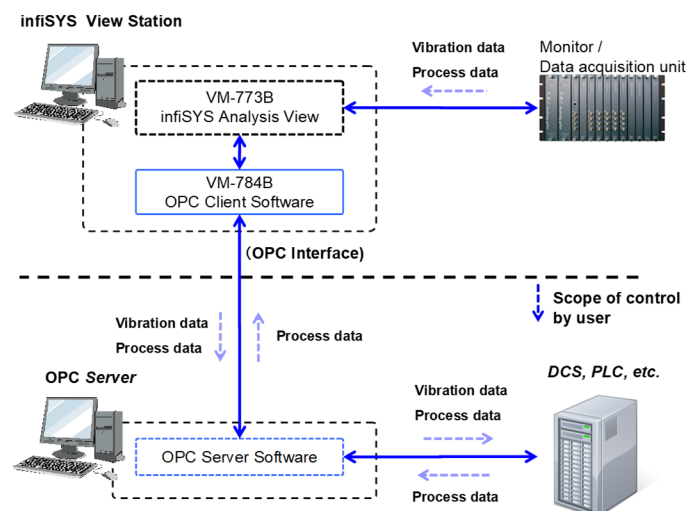 infiSYS View Station
Vibration data
Process data
Monitor /
Data acquisition unit
VM-773B
infiSYS Analysis View
VM-784B
OPC Client Software
(OPC Interface)
Scope of control
by user
Vibration data
Process data
Process data
OPC Server
DCS, PLC, etc.
Vibration data
Process data
OPC Server Software
Process data